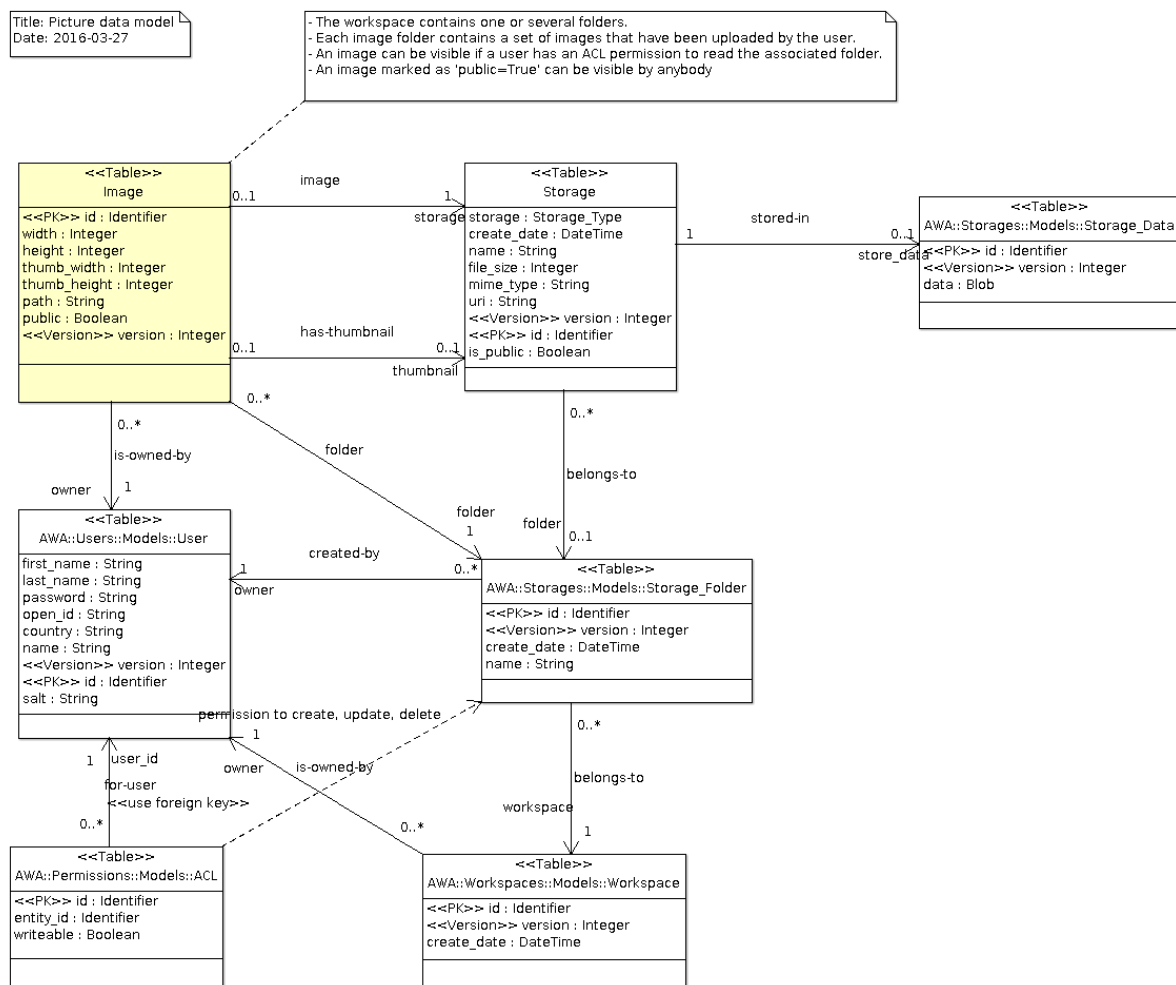 Title: Picture data model
Date: 2016-03-27
- The workspace contains one or several folders.
- Each image folder contains a set of images that have been uploaded by the user.
- An image can be visible if a user has an ACL permission to read the associated folder.
- An image marked as 'public=True' can be visible by anybody
<<Table>>
Image
<<PK>> id : Identifier
width : Integer
height : Integer
thumb_width : Integer
thumb_height : Integer
path : String
public : Boolean
<<Version>> version : Integer
0..1
image
1
storage
0..1
has-thumbnail
0..1
thumbnail
<<Table>>
Storage
storage : Storage_Type
create_date : DateTime
name : String
file_size : Integer
mime_type : String
uri : String
<<Version>> version : Integer
<<PK>> id : Identifier
is_public : Boolean
1
stored-in
0..1
store_data
<<Table>>
AWA::Storages::Models::Storage_Data
<<PK>> id : Identifier
<<Version>> version : Integer
data : Blob
0..*
is-owned-by
owner
1
0..*
folder
folder
1
0..*
belongs-to
folder
0..1
<<Table>>
AWA::Users::Models::User
first_name : String
last_name : String
password : String
open_id : String
country : String
name : String
<<Version>> version : Integer
<<PK>> id : Identifier
salt : String
created-by
1
owner
0..*
<<Table>>
AWA::Storages::Models::Storage_Folder
<<PK>> id : Identifier
<<Version>> version : Integer
create_date : DateTime
name : String
permission to create, update, delete
1
owner
is-owned-by
0..*
0..*
belongs-to
workspace
1
1
user_id
for-user
<<use foreign key>>
0..*
<<Table>>
AWA::Permissions::Models::ACL
<<PK>> id : Identifier
entity_id : Identifier
writeable : Boolean
<<Table>>
AWA::Workspaces::Models::Workspace
<<PK>> id : Identifier
<<Version>> version : Integer
create_date : DateTime